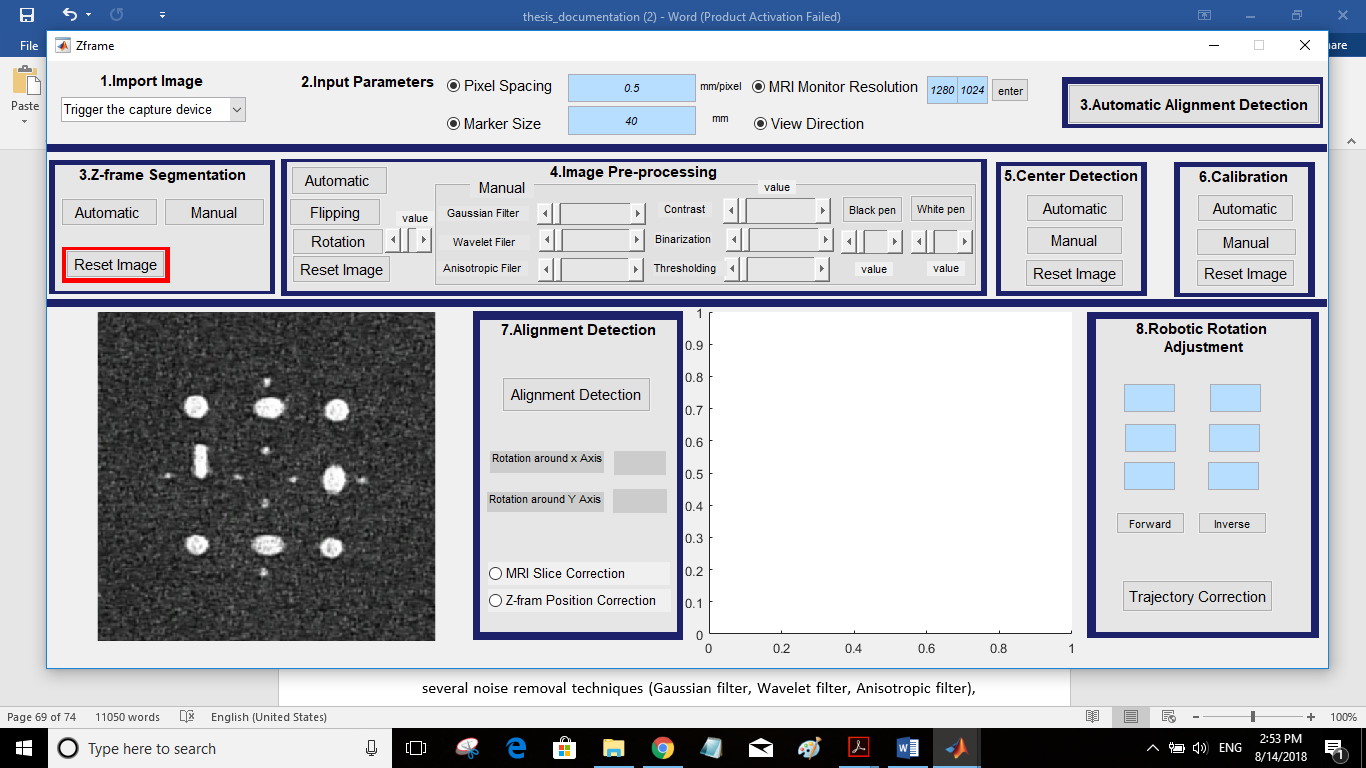 thesis_documentation (2) - Word (Product Activation Failed)
File
are
Paste
Zframe
1.Import Image
Trigger the capture device
2.Input Parameters
Pixel Spacing
0.5
mm/pixel
MRI Monitor Resolution
1280
1024
enter
Marker Size
40
mm
View Direction
3.Automatic Alignment Detection
3.Z-frame Segmentation
Automatic
Manual
Reset Image
4.Image Pre-processing
Automatic
Flipping
Rotation
value
Reset Image
Manual
value
Gaussian Filter
Wavelet Filer
Anisotropic Filer
Contrast
Binarization
Thresholding
Black pen
White pen
value
value
5.Center Detection
Automatic
Manual
Reset Image
6.Calibration
Automatic
Manual
Reset Image
7.Alignment Detection
Alignment Detection
Rotation around x Axis
Rotation around Y Axis
MRI Slice Correction
Z-fram Position Correction
1
0.9
0.8
0.7
0.6
0.5
0.4
0.3
0.2
0.1
0
0 0.2 0.4 0.6 0.8 1
8.Robotic Rotation
Adjustment
Forward
Inverse
Trajectory Correction
several noise removal techniques (Gaussian filter, Wavelet filter, Anisotropic filter),
Page 69 of 74 11050 words English (United States) 100%
Type here to search
ENG
2:53 PM
8/14/2018
1